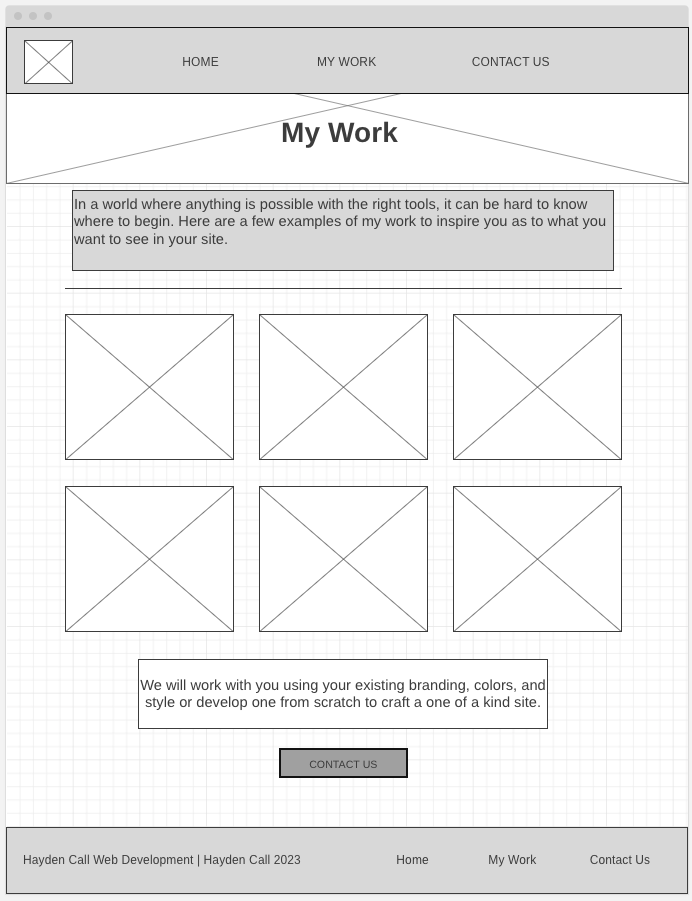 HOME MY WORK CONTACT US
My Work
In a world where anything is possible with the right tools, it can be hard to know
where to begin. Here are a few examples of my work to inspire you as to what you
want to see in your site.
We will work with you using your existing branding, colors, and
style or develop one from scratch to craft a one of a kind site.
CONTACT US
Hayden Call Web Development | Hayden Call 2023 Home My Work Contact Us